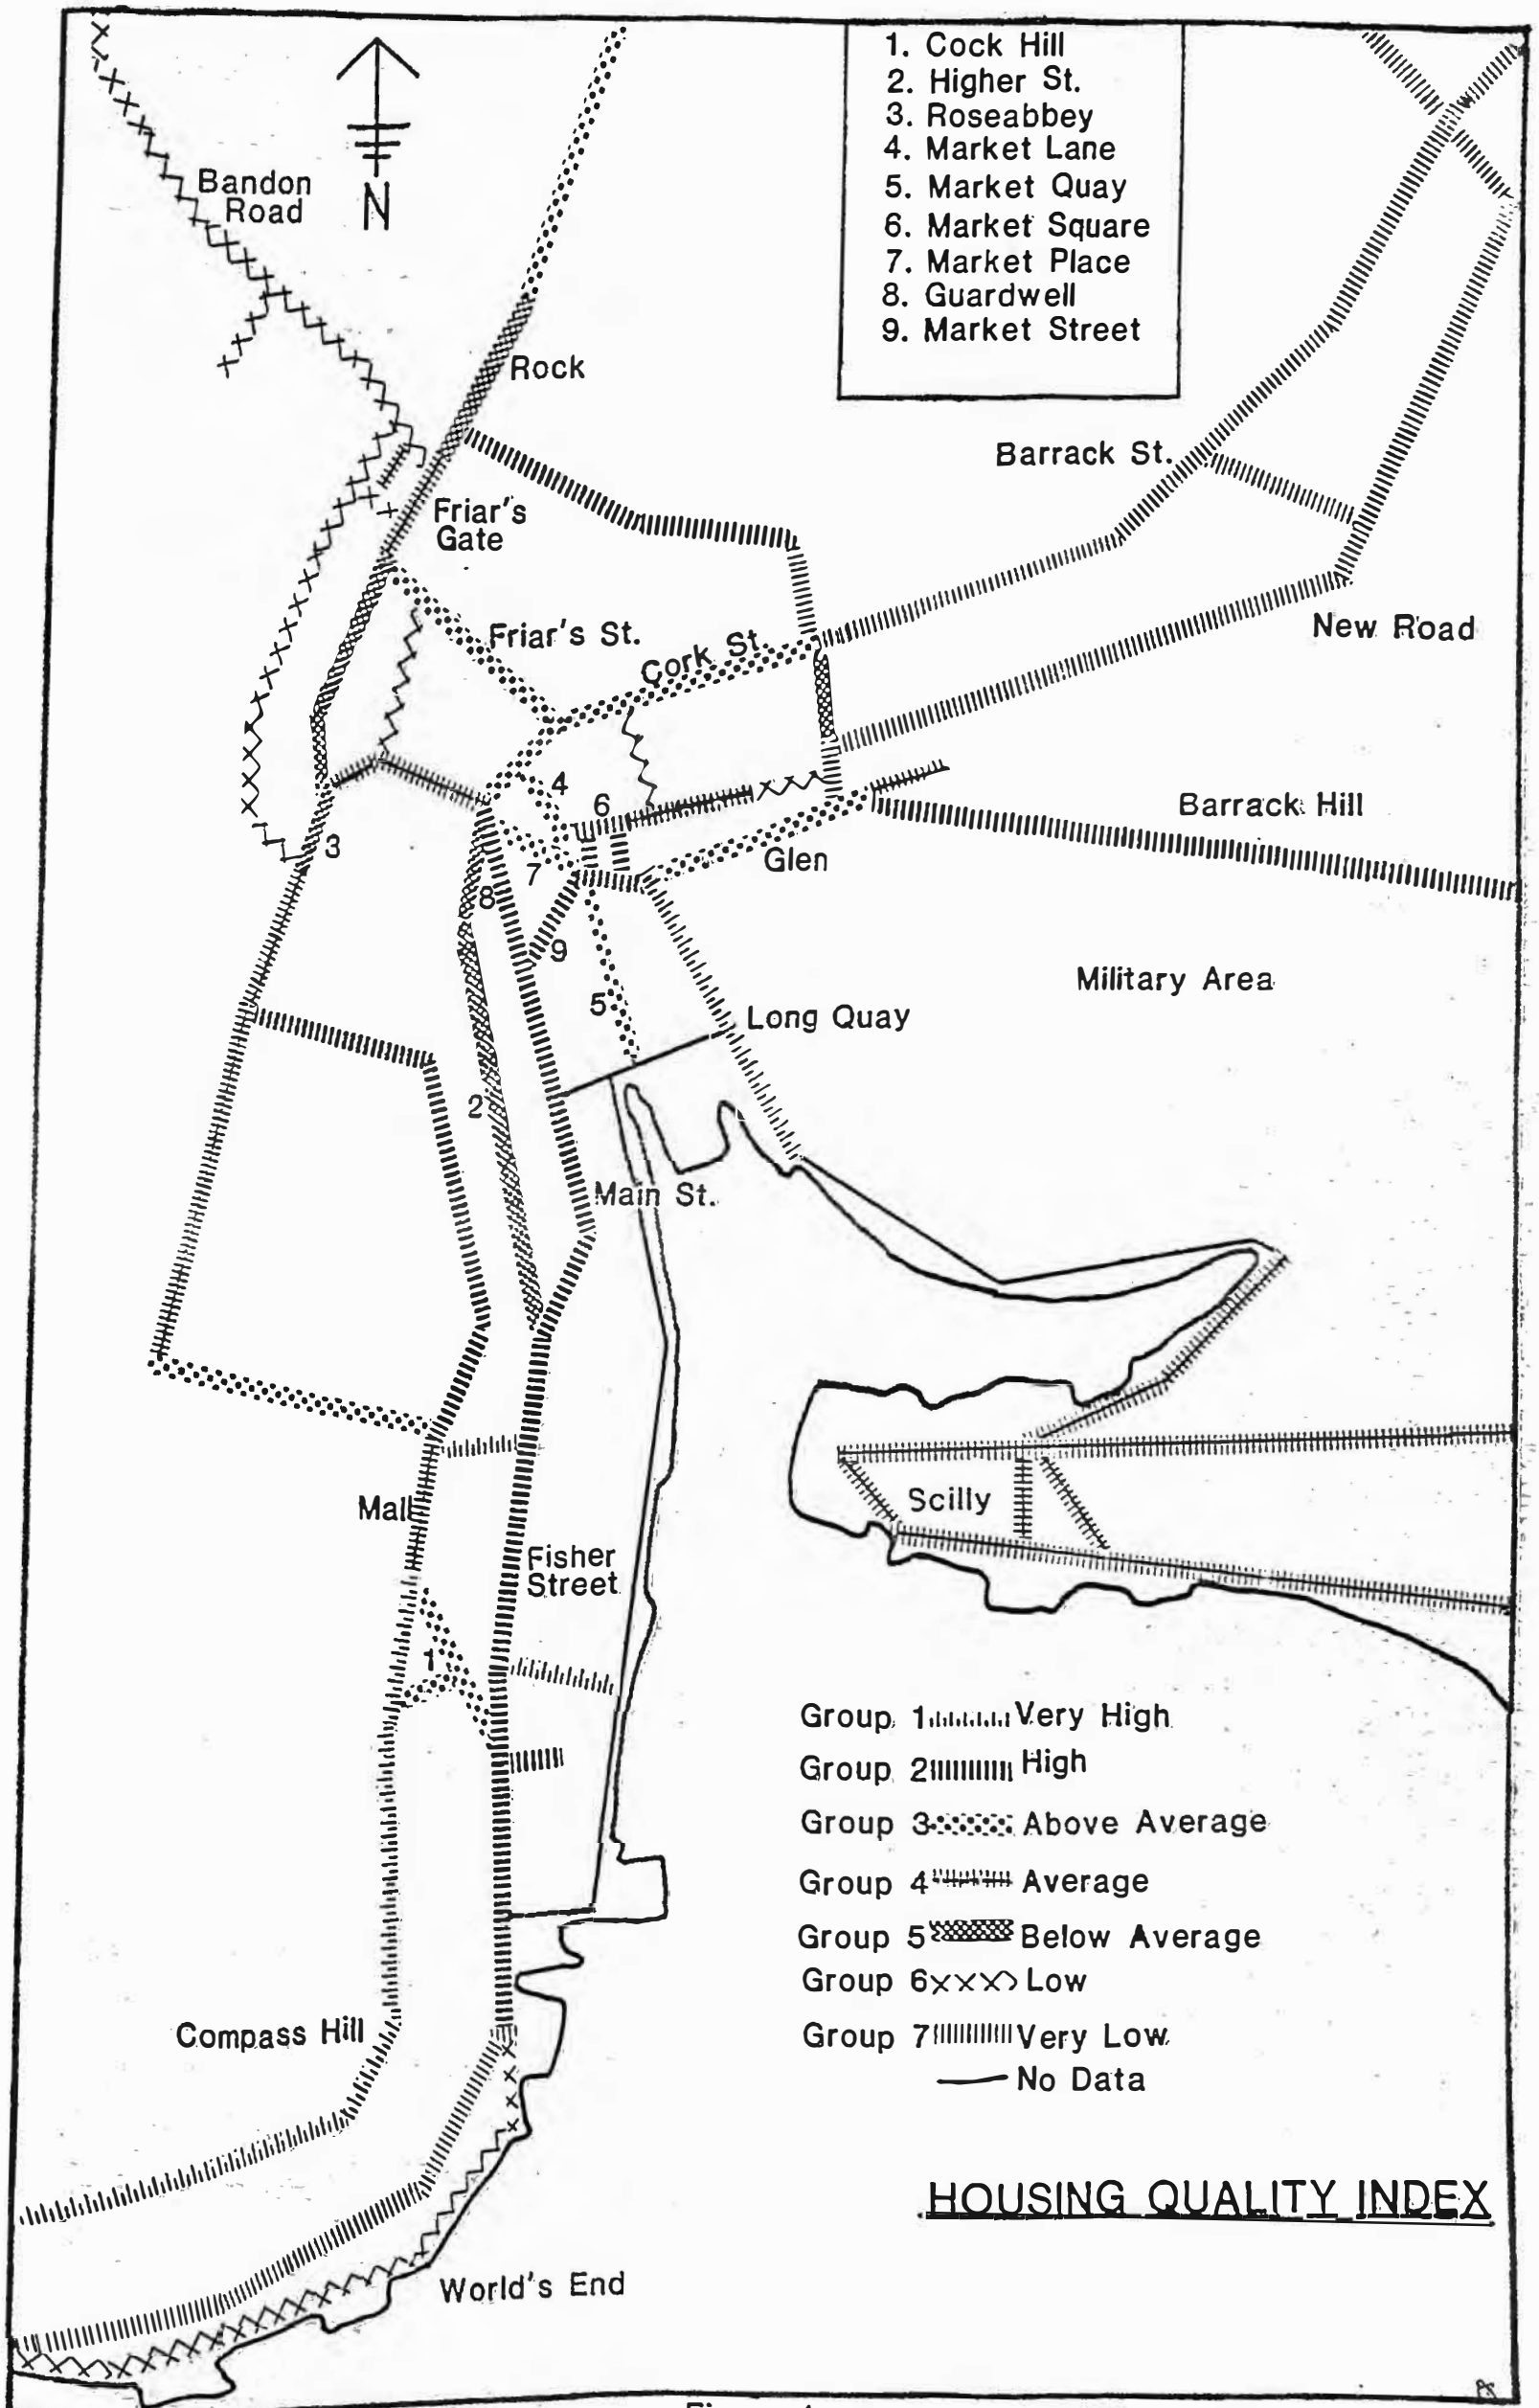 1. Cock Hill
2. Higher St.
3. Roseabbey
4. Market Lane
5. Market Quay
6. Market Square
7. Market Place
8. Guardwell
9. Market Street
N
Bandon
Road
Rock
Barrack St.
Friar's
Gate
Friar's St.
Cork St.
New Road
4
6
Barrack Hill
3
7
Glen
8
9
Military Area
5
Long Quay
2
Main St.
Mall
Scilly
Fisher
Street
1
Group 1 Very High
Group 2 High
Group 3 Above Average
Group 4 Average
Group 5 Below Average
Group 6 Low
Group 7 Very Low
No Data
Compass Hill
HOUSING QUALITY INDEX
World's End